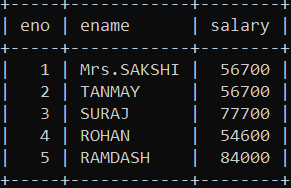 +-----+------------+--------+
| eno | ename      | salary |
+-----+------------+--------+
|   1 | Mrs.SAKSHI |  56700 |
|   2 | TANMAY     |  56700 |
|   3 | SURAJ      |  77700 |
|   4 | ROHAN      |  54600 |
|   5 | RAMDASH    |  84000 |
+-----+------------+--------+